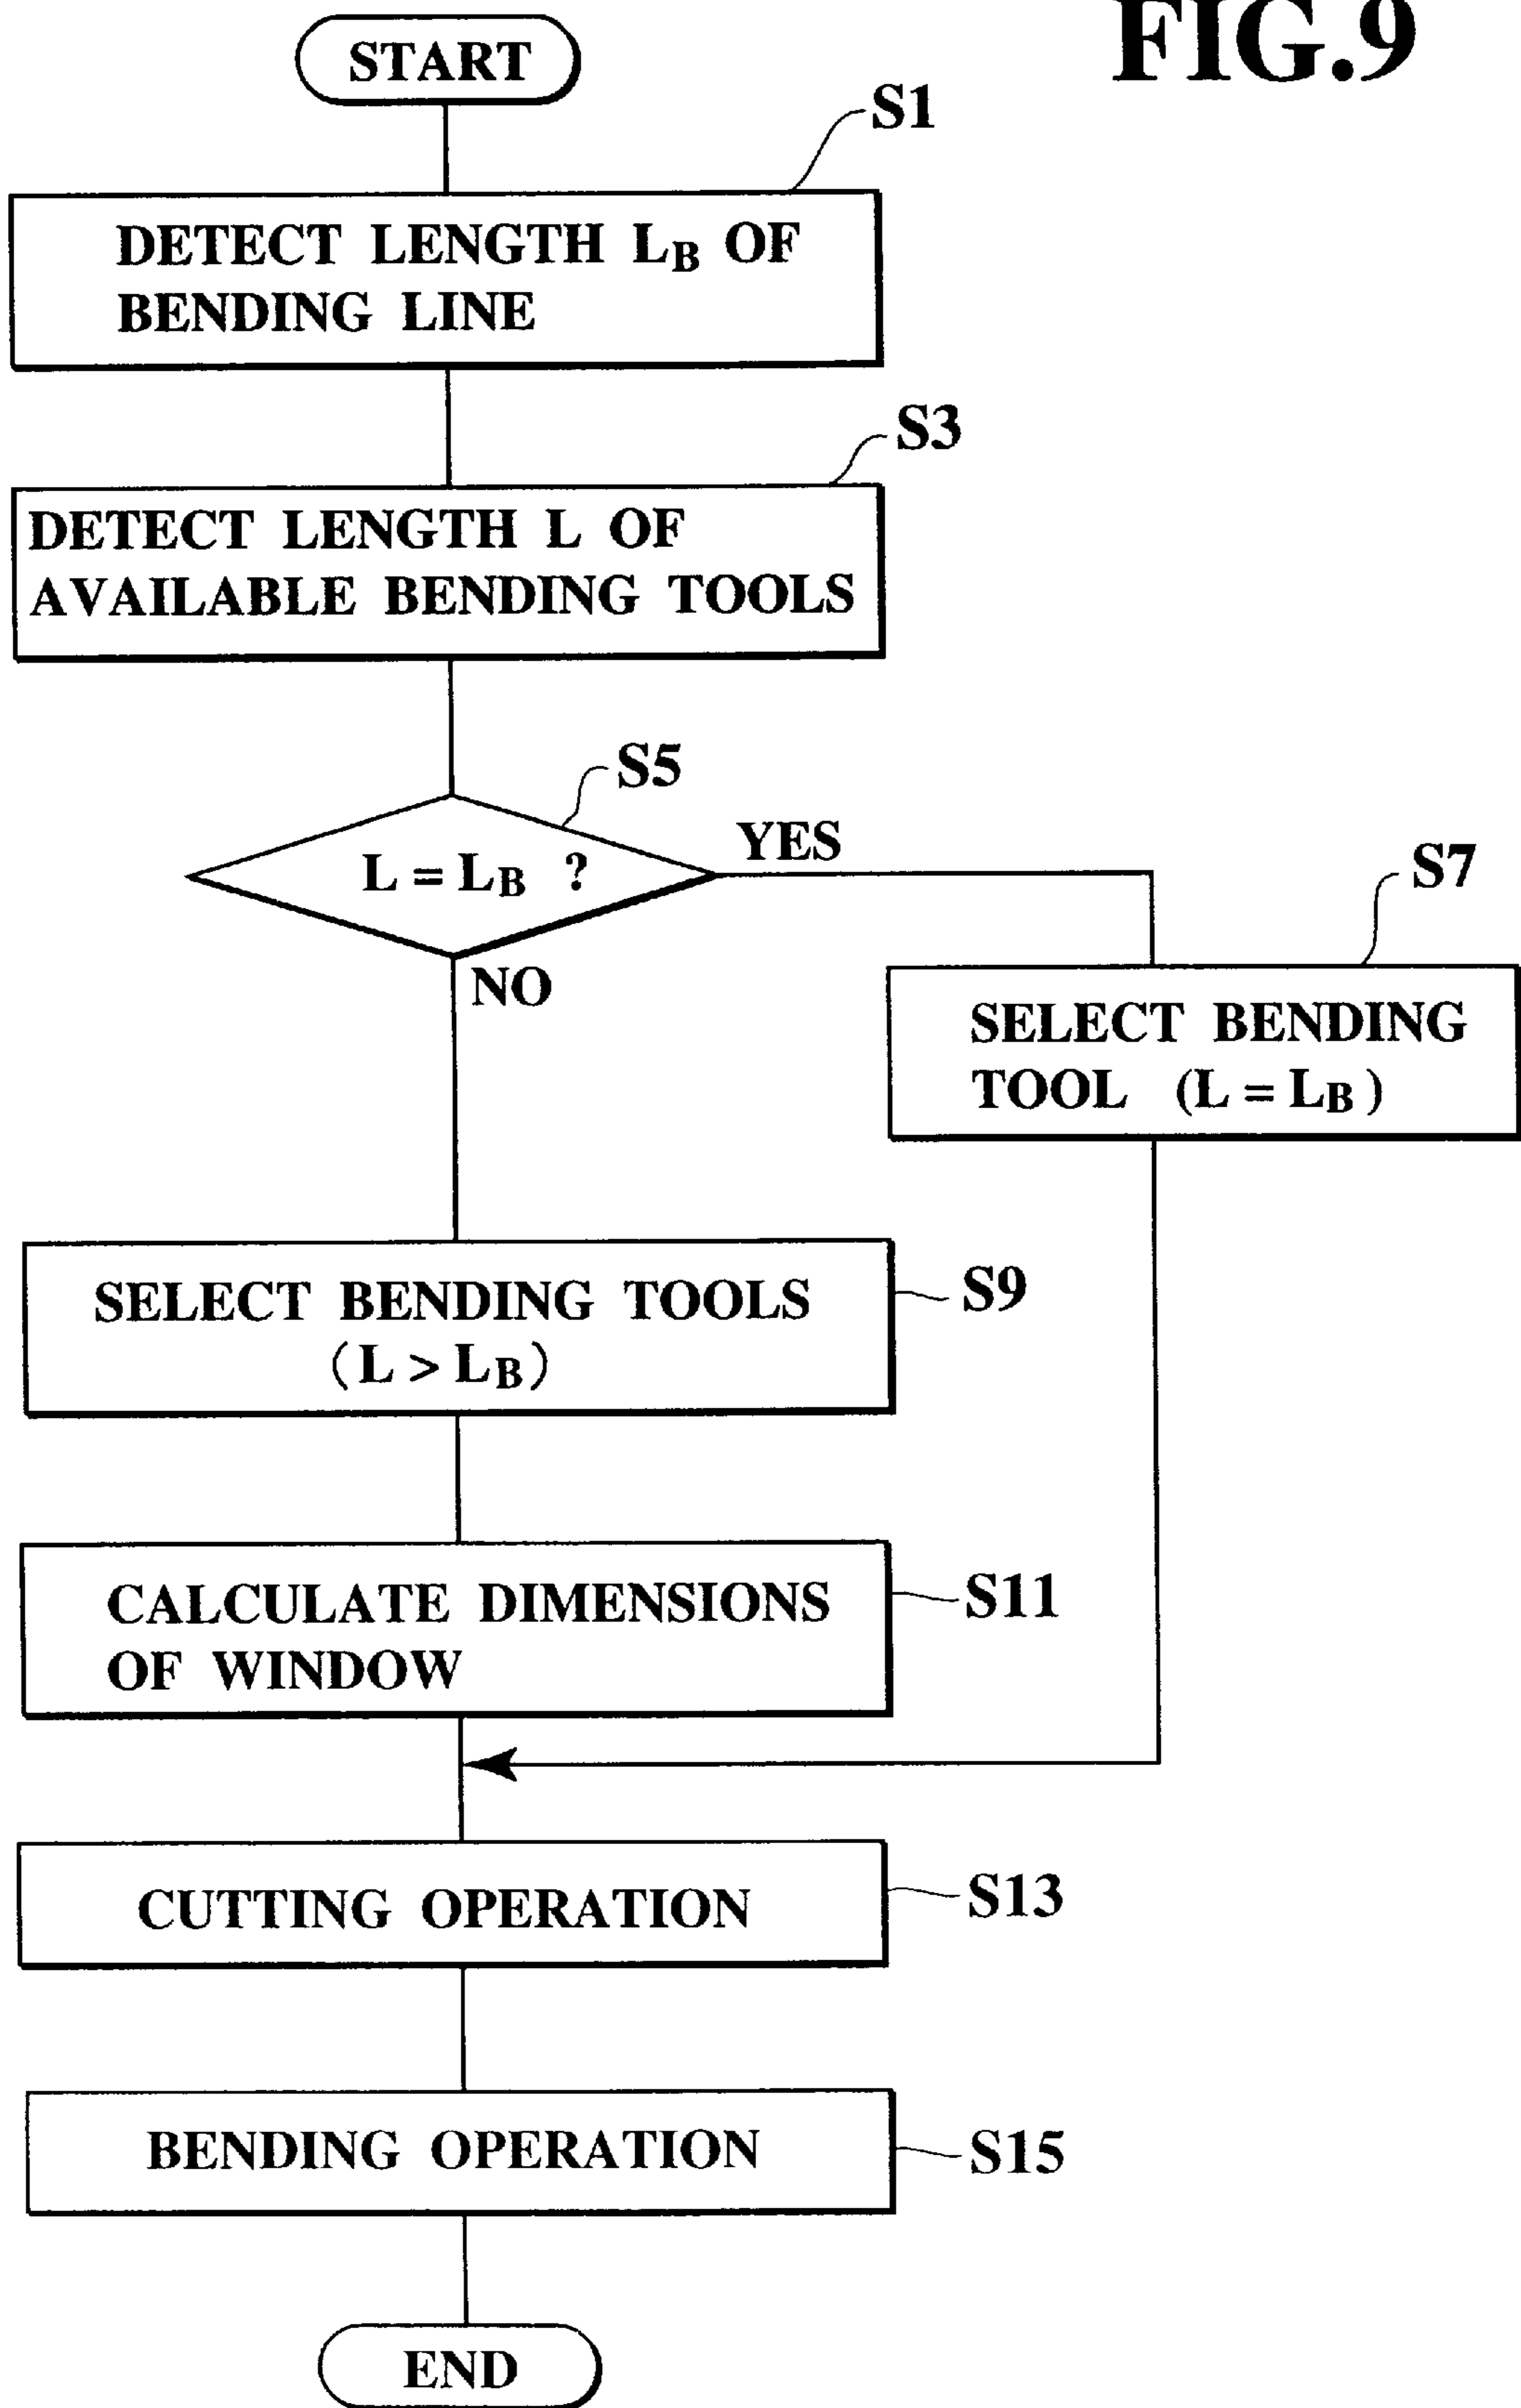 FIG.9
START
S1
DETECT LENGTH LB OF
BENDING LINE
S3
DETECT LENGTH L OF
AVAILABLE BENDING TOOLS
S5
L = LB ?
YES
NO
S7
SELECT BENDING
TOOL (L = LB)
SELECT BENDING TOOLS
(L > LB)
S9
CALCULATE DIMENSIONS
OF WINDOW
S11
CUTTING OPERATION
S13
BENDING OPERATION
S15
END